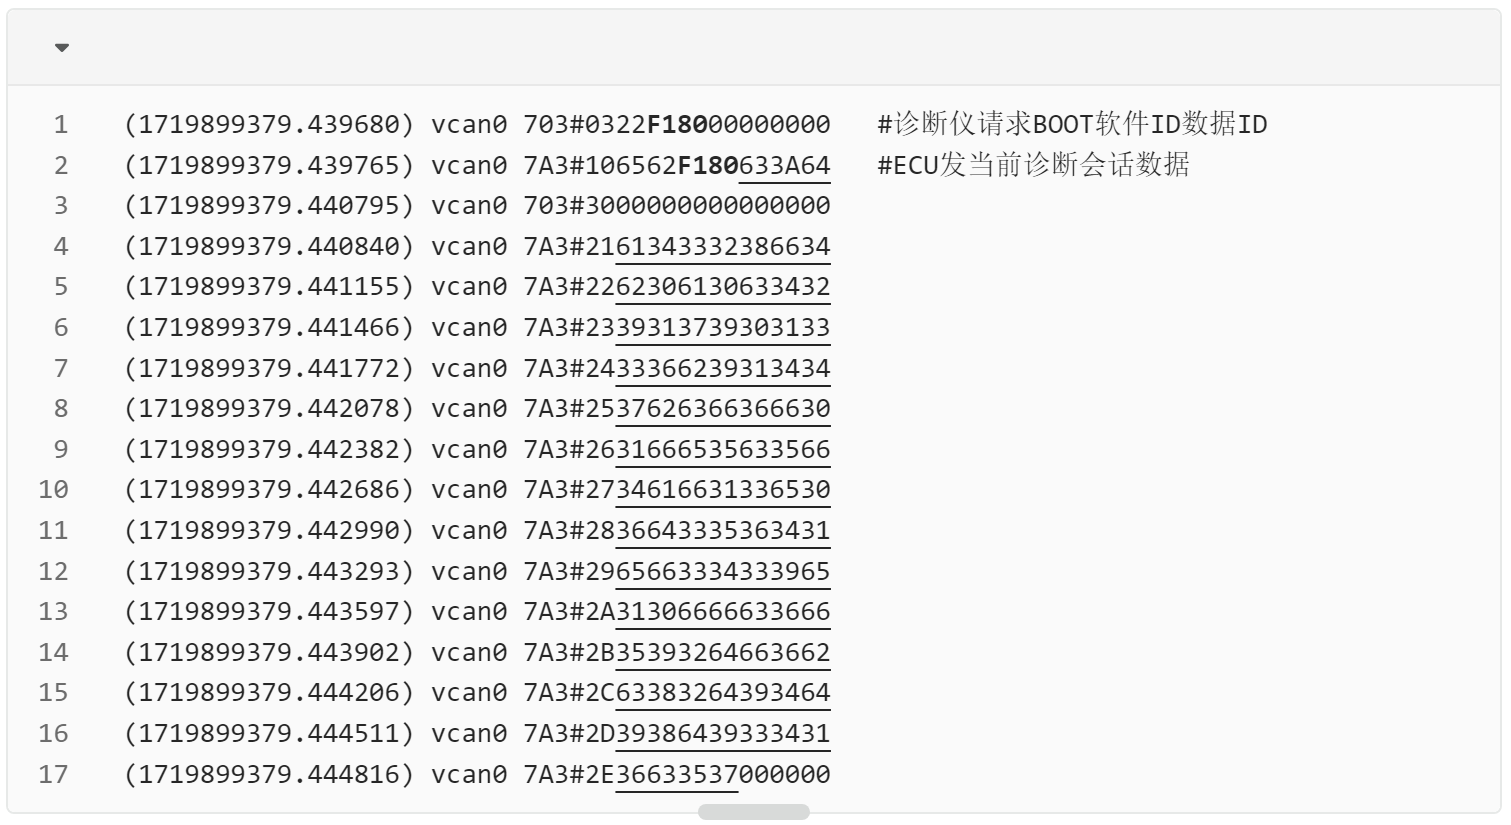 1 (1719899379.439680) vcan0 703#0322F18000000000 #诊断仪请求BOOT软件ID数据ID
2 (1719899379.439765) vcan0 7A3#106562F180633A64 #ECU发当前诊断会话数据
3 (1719899379.440795) vcan0 703#3000000000000000
4 (1719899379.440840) vcan0 7A3#2161343332386634
5 (1719899379.441155) vcan0 7A3#2262306130633432
6 (1719899379.441466) vcan0 7A3#2339313739303133
7 (1719899379.441772) vcan0 7A3#2433366239313434
8 (1719899379.442078) vcan0 7A3#2537626366366630
9 (1719899379.442382) vcan0 7A3#2631666535633566
10 (1719899379.442686) vcan0 7A3#2734616631336530
11 (1719899379.442990) vcan0 7A3#2836643335363431
12 (1719899379.443293) vcan0 7A3#2965663334333965
13 (1719899379.443597) vcan0 7A3#2A31306666633666
14 (1719899379.443902) vcan0 7A3#2B35393264663662
15 (1719899379.444206) vcan0 7A3#2C63383264393464
16 (1719899379.444511) vcan0 7A3#2D39386439333431
17 (1719899379.444816) vcan0 7A3#2E36633537000000